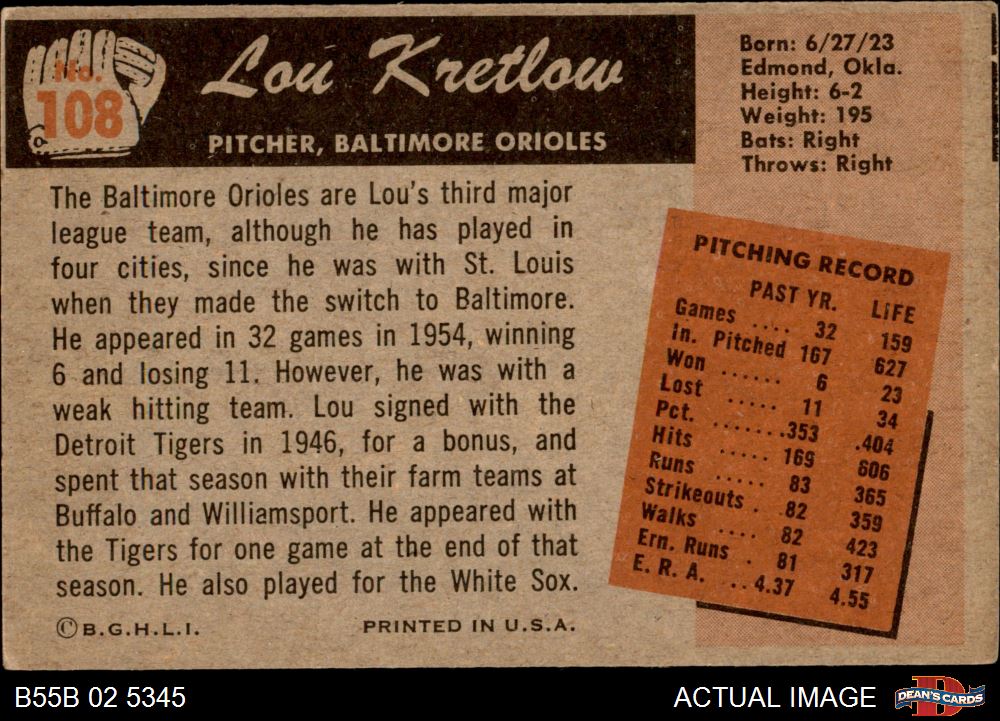 No.
108
Lou Kretlow
PITCHER, BALTIMORE ORIOLES
Born: 6/27/23
Edmond, Okla.
Height: 6-2
Weight: 195
Bats: Right
Throws: Right
The Baltimore Orioles are Lou's third major
league team, although he has played in
four cities, since he was with St. Louis
when they made the switch to Baltimore.
He appeared in 32 games in 1954, winning
6 and losing 11. However, he was with a
weak hitting team. Lou signed with the
Detroit Tigers in 1946, for a bonus, and
spent that season with their farm teams at
Buffalo and Williamsport. He appeared with
the Tigers for one game at the end of that
season. He also played for the White Sox.
©B.G.H.L.I. PRINTED IN U.S.A.
PITCHING RECORD
PAST YR. LIFE
Games .... 32 159
In. Pitched 167 627
Won ...... 6 23
Lost ..... 11 34
Pct. .......353 .404
Hits ..... 169 606
Runs ..... 83 365
Strikeouts . 82 359
Walks .... 82 423
Ern. Runs . 81 317
E. R. A. ..4.37 4.55
B55B 02 5345 ACTUAL IMAGE
D
DEAN'S CARDS